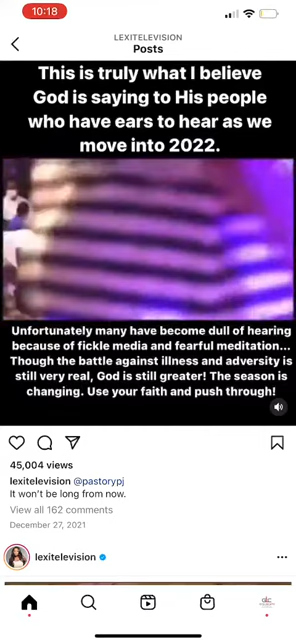 10:18
LEXITELEVISION
Posts
This is truly what I believe
God is saying to His people
who have ears to hear as we
move into 2022.
Unfortunately many have become dull of hearing
because of fickle media and fearful meditation...
Though the battle against illness and adversity is
still very real, God is still greater! The season is
changing. Use your faith and push through!
45,004 views
lexitelevision @pastorypj
It won't be long from now.
View all 162 comments
December 27, 2021
lexitelevision